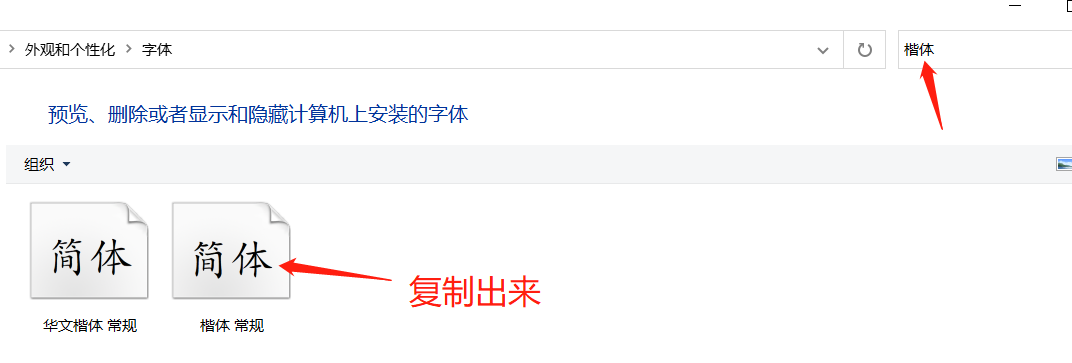 外观和个性化 字体
楷体
预览、删除或者显示和隐藏计算机上安装的字体
组织
简体 简体
复制出来
华文楷体 常规 楷体 常规